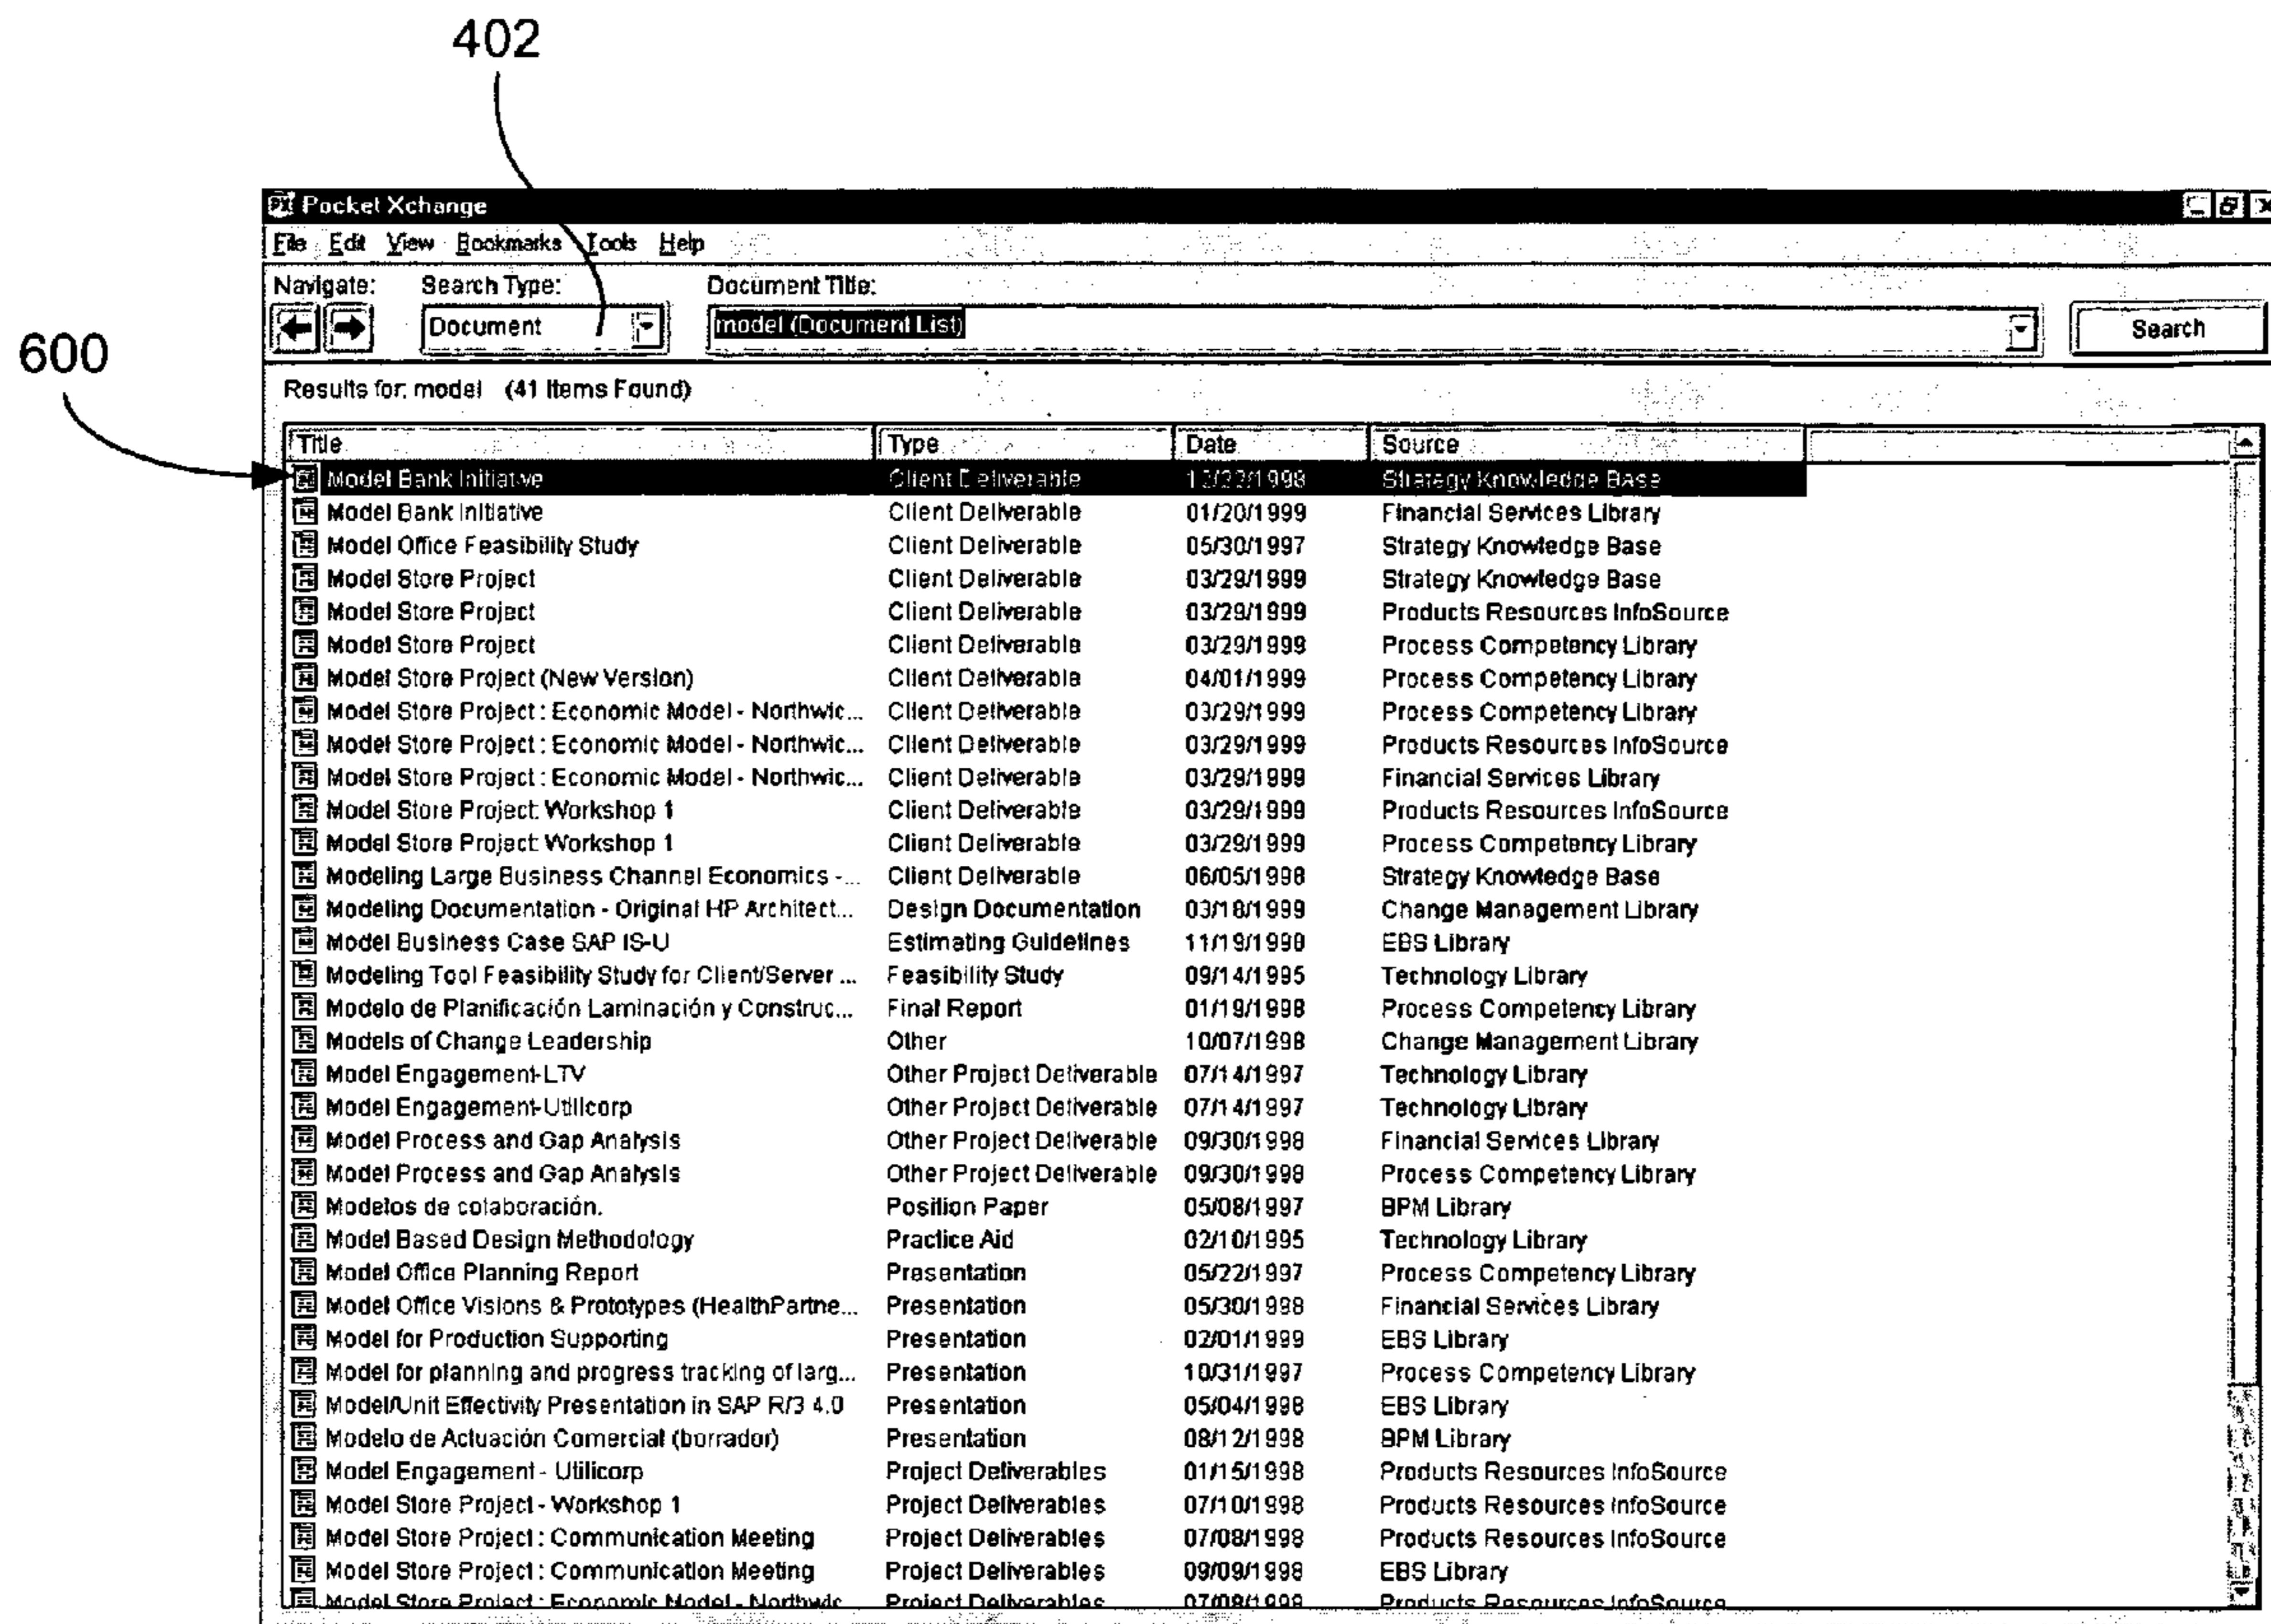 402
Pocket Xchange
File Edit View Bookmarks Tools Help
Navigate: Search Type: Document Title:
Document model (Document List) Search
600
Results for: model (41 Items Found)
Title Type Date Source
Model Bank Initiative Client Deliverable 12/22/1998 Strategy Knowledge Base
Model Bank Initiative Client Deliverable 01/20/1999 Financial Services Library
Model Office Feasibility Study Client Deliverable 05/30/1997 Strategy Knowledge Base
Model Store Project Client Deliverable 03/29/1999 Strategy Knowledge Base
Model Store Project Client Deliverable 03/29/1999 Products Resources InfoSource
Model Store Project Client Deliverable 03/29/1999 Process Competency Library
Model Store Project (New Version) Client Deliverable 04/01/1999 Process Competency Library
Model Store Project : Economic Model - Northwic... Client Deliverable 03/29/1999 Process Competency Library
Model Store Project : Economic Model - Northwic... Client Deliverable 03/29/1999 Products Resources InfoSource
Model Store Project : Economic Model - Northwic... Client Deliverable 03/29/1999 Financial Services Library
Model Store Project: Workshop 1 Client Deliverable 03/29/1999 Products Resources InfoSource
Model Store Project: Workshop 1 Client Deliverable 03/29/1999 Process Competency Library
Modeling Large Business Channel Economics -... Client Deliverable 06/05/1998 Strategy Knowledge Base
Modeling Documentation - Original HP Architect... Design Documentation 03/18/1999 Change Management Library
Model Business Case SAP IS-U Estimating Guidelines 11/19/1998 EBS Library
Modeling Tool Feasibility Study for Client/Server ... Feasibility Study 09/14/1995 Technology Library
Modelo de Planificación Laminación y Construc... Final Report 01/19/1998 Process Competency Library
Models of Change Leadership Other 10/07/1998 Change Management Library
Model Engagement-LTV Other Project Deliverable 07/14/1997 Technology Library
Model Engagement-Utilicorp Other Project Deliverable 07/14/1997 Technology Library
Model Process and Gap Analysis Other Project Deliverable 09/30/1998 Financial Services Library
Model Process and Gap Analysis Other Project Deliverable 09/30/1998 Process Competency Library
Modelos de colaboración. Position Paper 05/08/1997 BPM Library
Model Based Design Methodology Practice Aid 02/10/1995 Technology Library
Model Office Planning Report Presentation 05/22/1997 Process Competency Library
Model Office Visions & Prototypes (HealthPartne... Presentation 05/30/1998 Financial Services Library
Model for Production Supporting Presentation 02/01/1999 EBS Library
Model for planning and progress tracking of larg... Presentation 10/31/1997 Process Competency Library
Model/Unit Effectivity Presentation in SAP R/3 4.0 Presentation 05/04/1998 EBS Library
Modelo de Actuación Comercial (borrador) Presentation 08/12/1998 BPM Library
Model Engagement - Utilicorp Project Deliverables 01/15/1998 Products Resources InfoSource
Model Store Project - Workshop 1 Project Deliverables 07/10/1998 Products Resources InfoSource
Model Store Project : Communication Meeting Project Deliverables 07/08/1998 Products Resources InfoSource
Model Store Project : Communication Meeting Project Deliverables 09/09/1998 EBS Library
Model Store Project : Economic Model - Northwic Project Deliverables 07/08/1998 Products Resources InfoSource